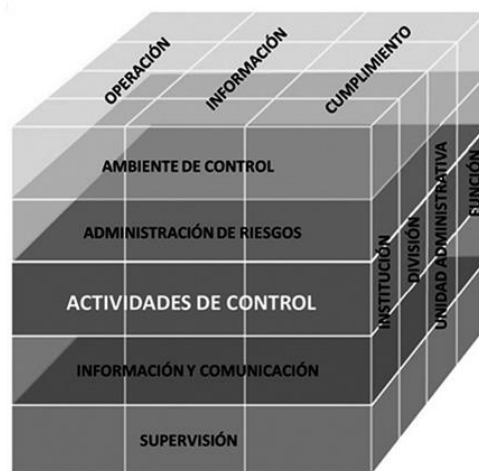 OPERACIÓN
INFORMACIÓN
CUMPLIMIENTO
AMBIENTE DE CONTROL
ADMINISTRACIÓN DE RIESGOS
ACTIVIDADES DE CONTROL
INFORMACIÓN Y COMUNICACIÓN
SUPERVISIÓN
INSTITUCIÓN
DIVISIÓN
UNIDAD ADMINISTRATIVA
FUNCIÓN